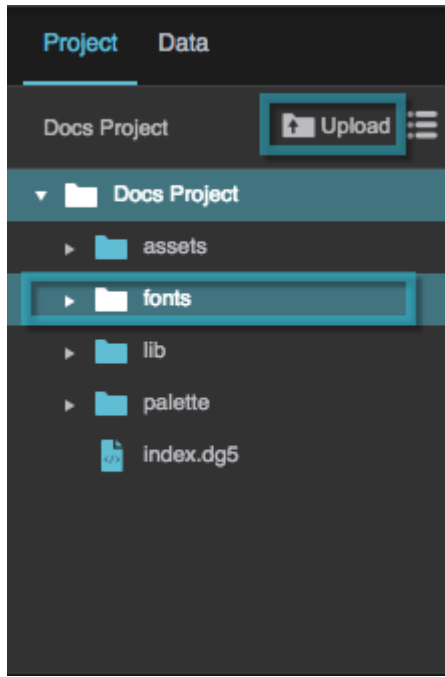 Project Data
Docs Project Upload
Docs Project
assets
fonts
lib
palette
index.dg5